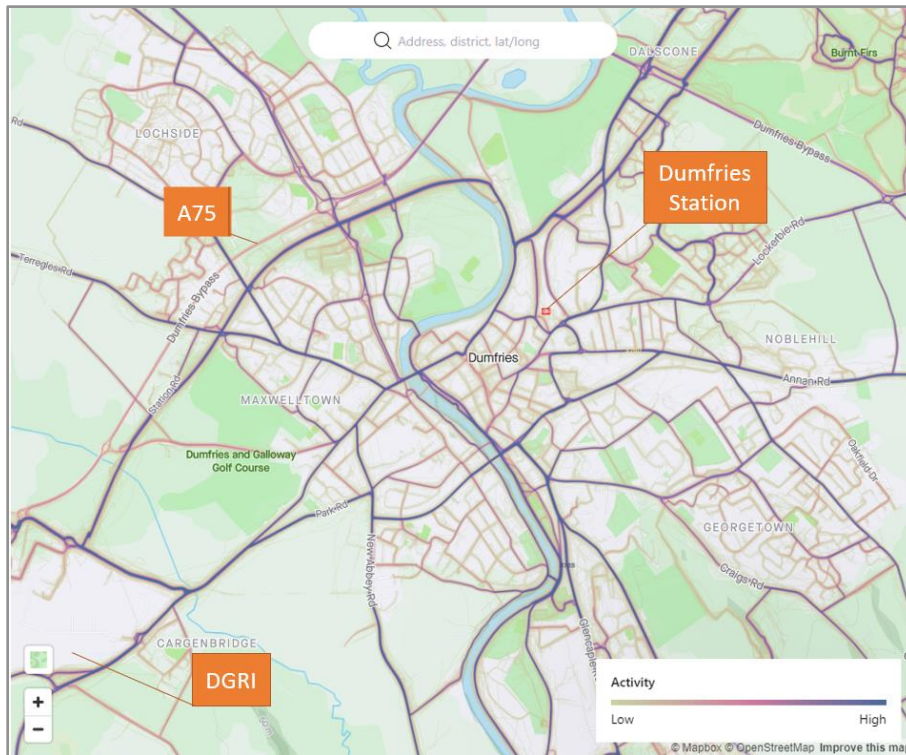 Address, district, lat/long
DALSCONE
Burnt Firs
Rd
LOCHSIDE
Dumfries Bypass
Dumfries
Station
A75
Lockerbie Rd
Terregles Rd
Dumfries Bypass
NOBLEHILL
Dumfries
Annan Rd
Station Rd
MAXWELLTOWN
Dumfries and Galloway
Golf Course
Oakfield Dr
Park Rd
GEORGETOWN
New Abbey Rd
Craigs Rd
Glencaple Rd
CARGENBRIDGE
DGRI
Activity
Low
High
+
−
© Mapbox © OpenStreetMap Improve this ma